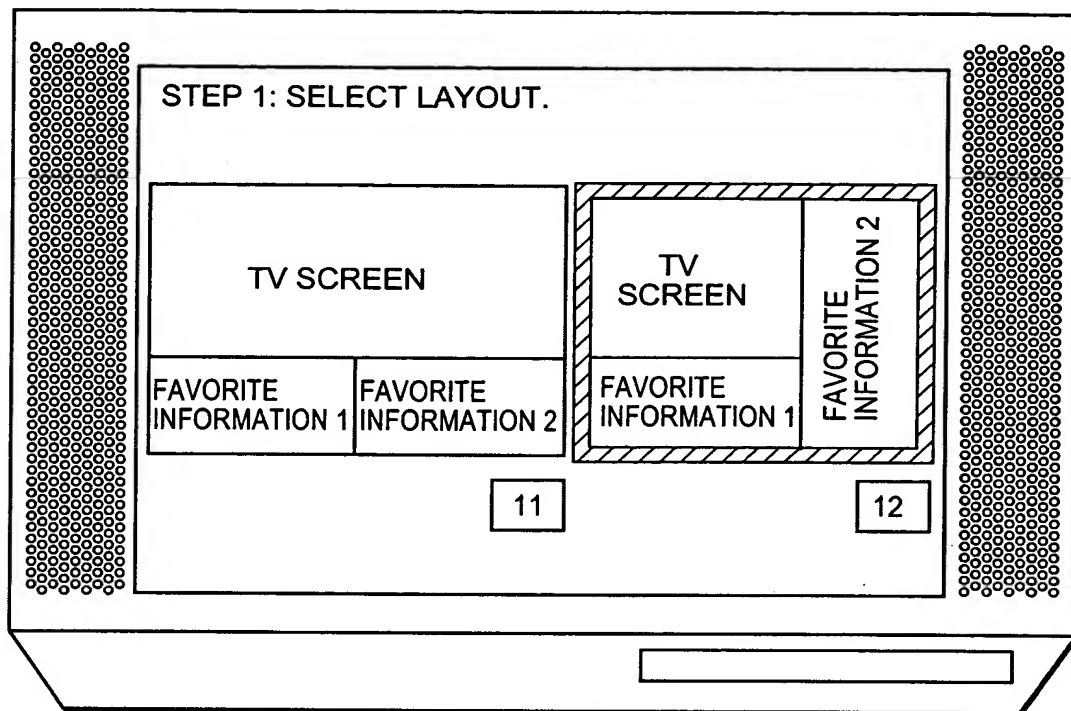 STEP 1: SELECT LAYOUT.
TV SCREEN
FAVORITE
INFORMATION 1
FAVORITE
INFORMATION 2
11
TV
SCREEN
FAVORITE
INFORMATION 1
FAVORITE
INFORMATION 2
12